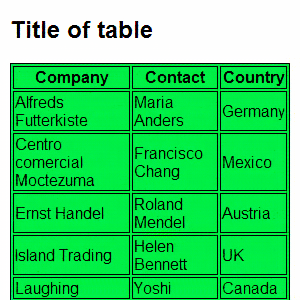 Title of table
Company Contact Country
Alfreds Futterkiste Maria Anders Germany
Centro comercial Moctezuma Francisco Chang Mexico
Ernst Handel Roland Mendel Austria
Island Trading Helen Bennett UK
Laughing Yoshi Canada